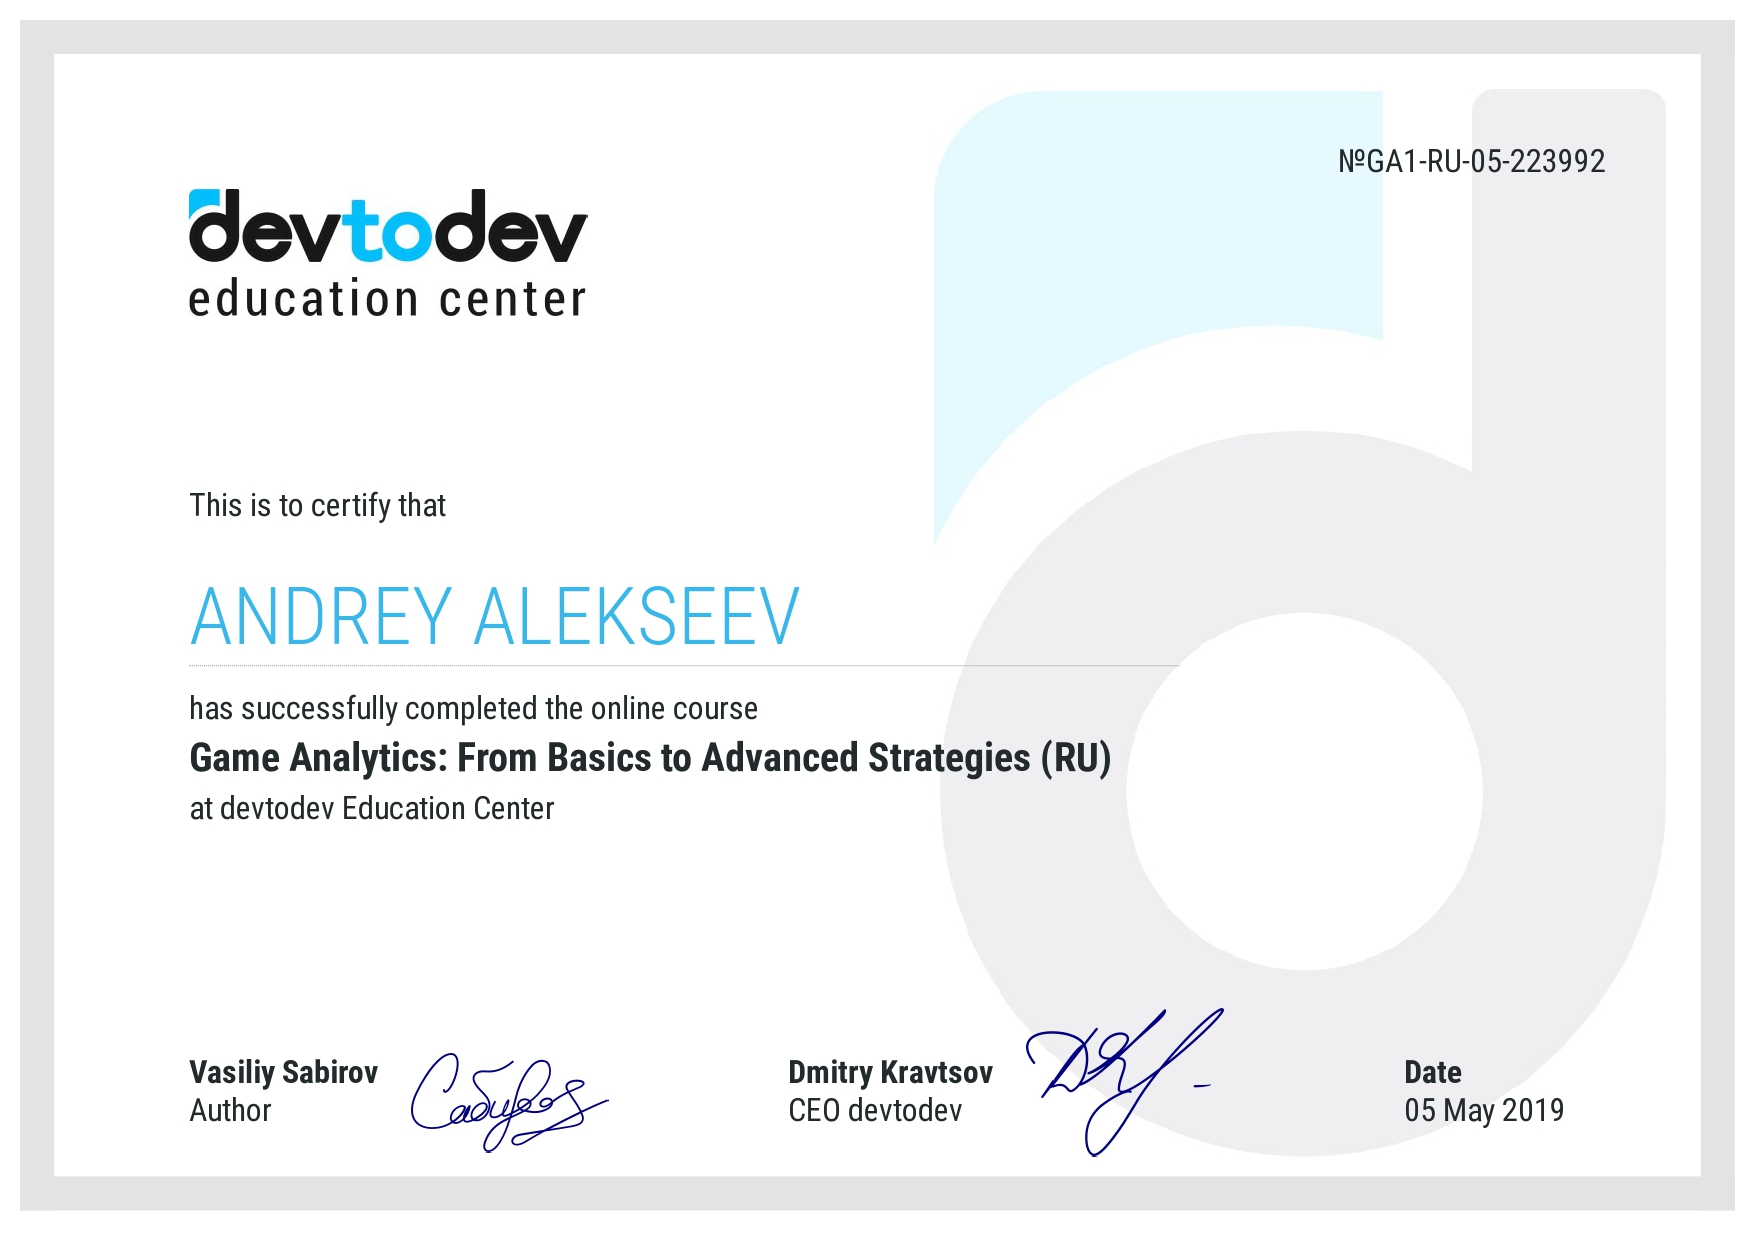 №GA1-RU-05-223992
devtodev
education center
This is to certify that
ANDREY ALEKSEEV
has successfully completed the online course
Game Analytics: From Basics to Advanced Strategies (RU)
at devtodev Education Center
Vasiliy Sabirov
Author
Сабиров
Dmitry Kravtsov
CEO devtodev
Date
05 May 2019